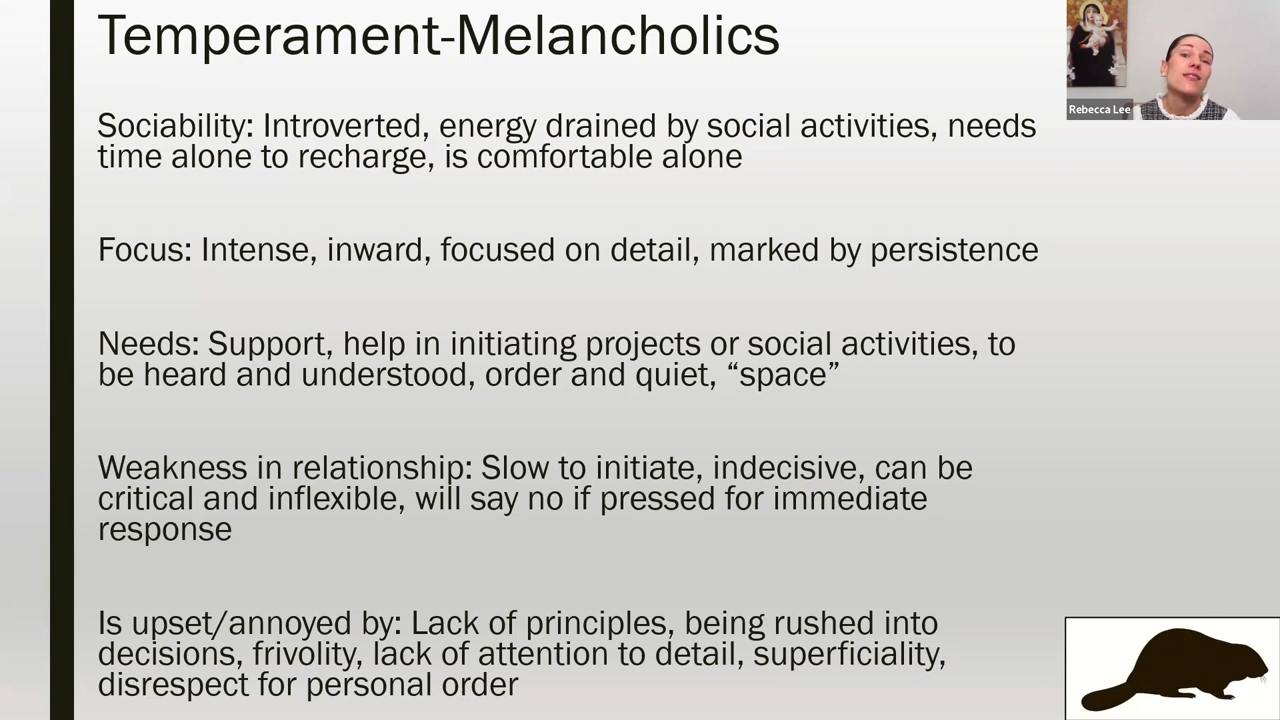 Temperament-Melancholics
Rebecca Lee
Sociability: Introverted, energy drained by social activities, needs
time alone to recharge, is comfortable alone
Focus: Intense, inward, focused on detail, marked by persistence
Needs: Support, help in initiating projects or social activities, to
be heard and understood, order and quiet, “space”
Weakness in relationship: Slow to initiate, indecisive, can be
critical and inflexible, will say no if pressed for immediate
response
Is upset/annoyed by: Lack of principles, being rushed into
decisions, frivolity, lack of attention to detail, superficiality,
disrespect for personal order